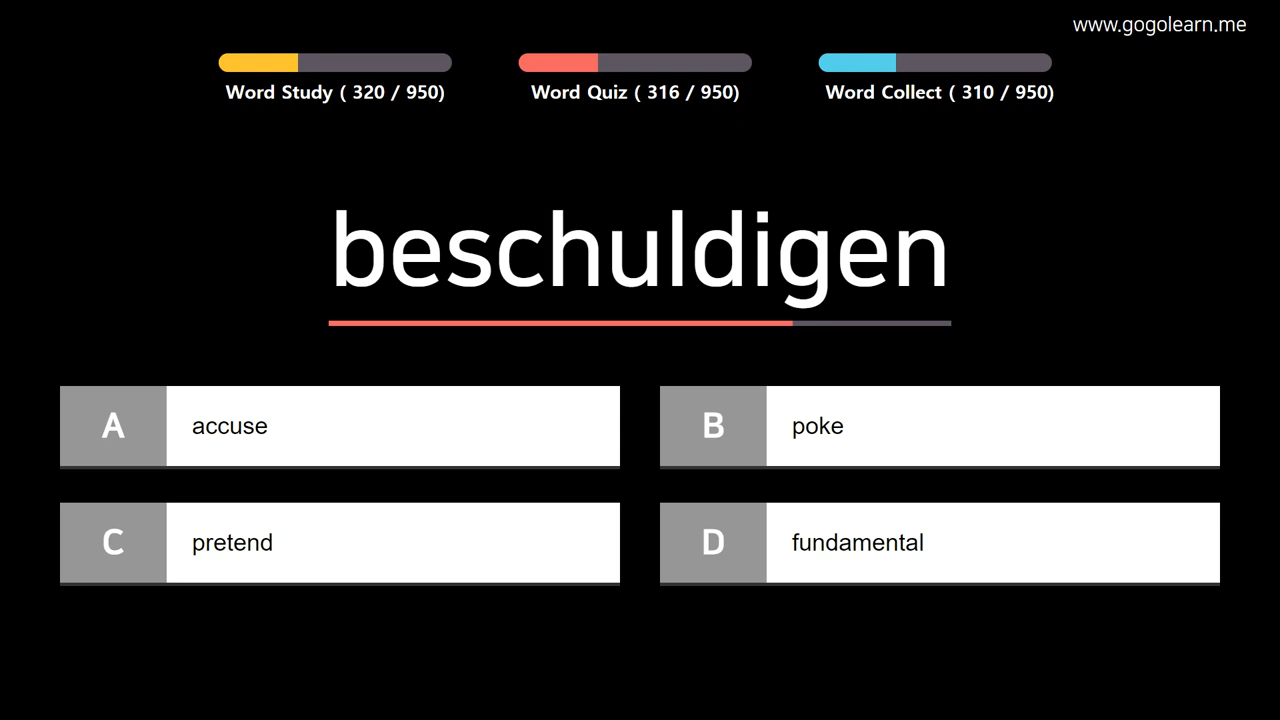 www.gogolearn.me
Word Study ( 320 / 950)
Word Quiz ( 316 / 950)
Word Collect ( 310 / 950)
beschuldigen
A accuse
B poke
C pretend
D fundamental